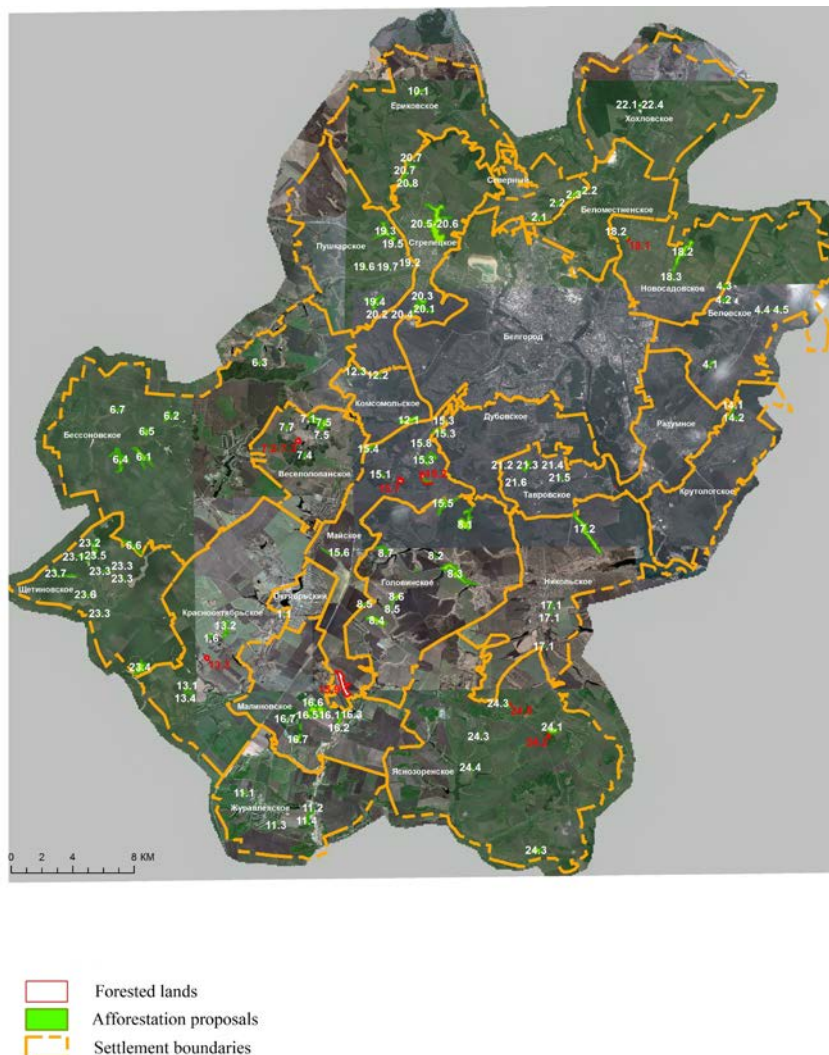 10.1
Ериковское
22.1-22.4
Хохловское
20.7
20.7
20.8
Северный
2.3 2.2
2.2
2.1
Беломестненское
19.3
20.5-20.6
Пушкарское
19.5
Стрелецкое
18.2
18.1
18.2
19.6 19.7 19.2
18.3
Новосадовское
4.3
4.2
19.4
20.3
20.1
20.2 20.4
Беловское
4.4 4.5
Белгород
6.3
12.3 12.2
4.1
Комсомольское
6.7
6.2
7.1
7.5
7.7
7.5
12.1
15.3
15.3
Дубовское
14.1
14.2
Бессоновское
6.5
6.4
6.1
7.4
15.4
15.8
Разумное
Веселолопанское
15.3
15.1
21.2 21.3 21.4
21.5
21.6
Тавровское
Крутологское
15.5
8.1
17.2
23.2
6.6
Майское
15.6
8.7
8.2
23.1
23.5
23.3
23.3
23.3
23.7
Щетиновское
8.3
Головинское
Никольское
23.6
23.3
Октябрьский
8.6
8.5
8.5
8.4
17.1
17.1
Краснооктябрьское
1.1
13.2
1.6
17.1
23.4
13.1
13.4
Малиновское
16.6
16.5 16.1 16.3
16.7
16.2
16.7
24.3
24.1
24.3
24.4
Яснозоренское
11.1
Журавлевское
11.2
11.4
11.3
24.3
0 2 4 8 КМ
Forested lands
Afforestation proposals
Settlement boundaries